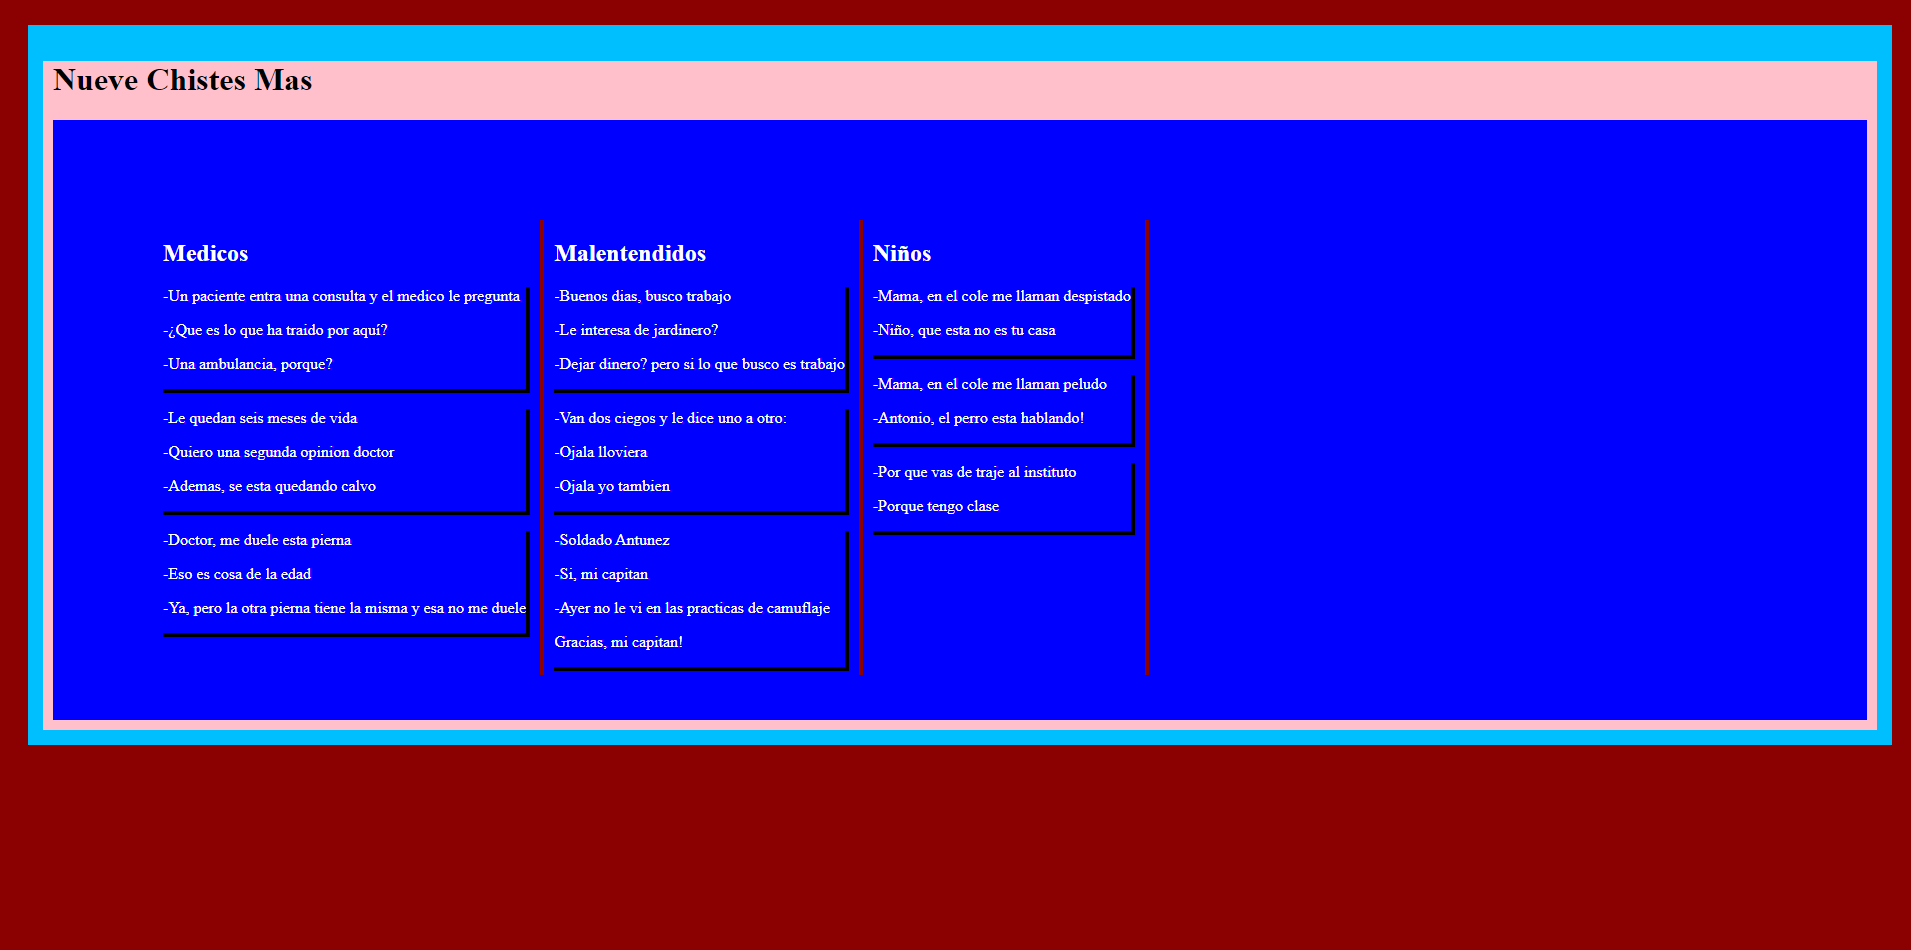 Nueve Chistes Mas
Medicos
-Un paciente entra una consulta y el medico le pregunta
-¿Que es lo que ha traido por aquí?
-Una ambulancia, porque?
-Le quedan seis meses de vida
-Quiero una segunda opinion doctor
-Ademas, se esta quedando calvo
-Doctor, me duele esta pierna
-Eso es cosa de la edad
-Ya, pero la otra pierna tiene la misma y esa no me duele
Malentendidos
-Buenos dias, busco trabajo
-Le interesa de jardinero?
-Dejar dinero? pero si lo que busco es trabajo
-Van dos ciegos y le dice uno a otro:
-Ojala lloviera
-Ojala yo tambien
-Soldado Antunez
-Si, mi capitan
-Ayer no le vi en las practicas de camuflaje
Gracias, mi capitan!
Niños
-Mama, en el cole me llaman despistado
-Niño, que esta no es tu casa
-Mama, en el cole me llaman peludo
-Antonio, el perro esta hablando!
-Por que vas de traje al instituto
-Porque tengo clase